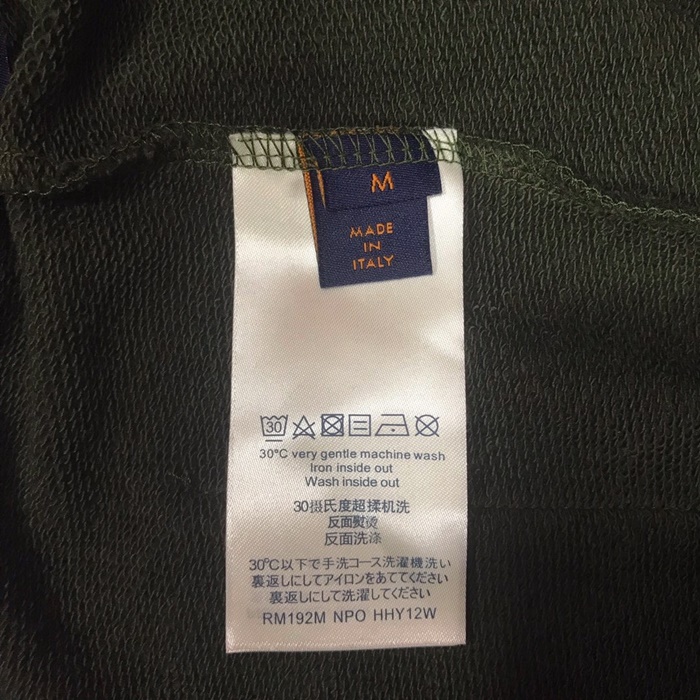 M
MADE
IN
ITALY
30
30°C very gentle machine wash
Iron inside out
Wash inside out
30摄氏度超揉机洗
反面熨烫
反面洗涤
30℃以下で手洗コース洗濯機洗い
裏返しにしてアイロンをあててください
裏返しにして洗濯してください
RM192M NPO HHY12W